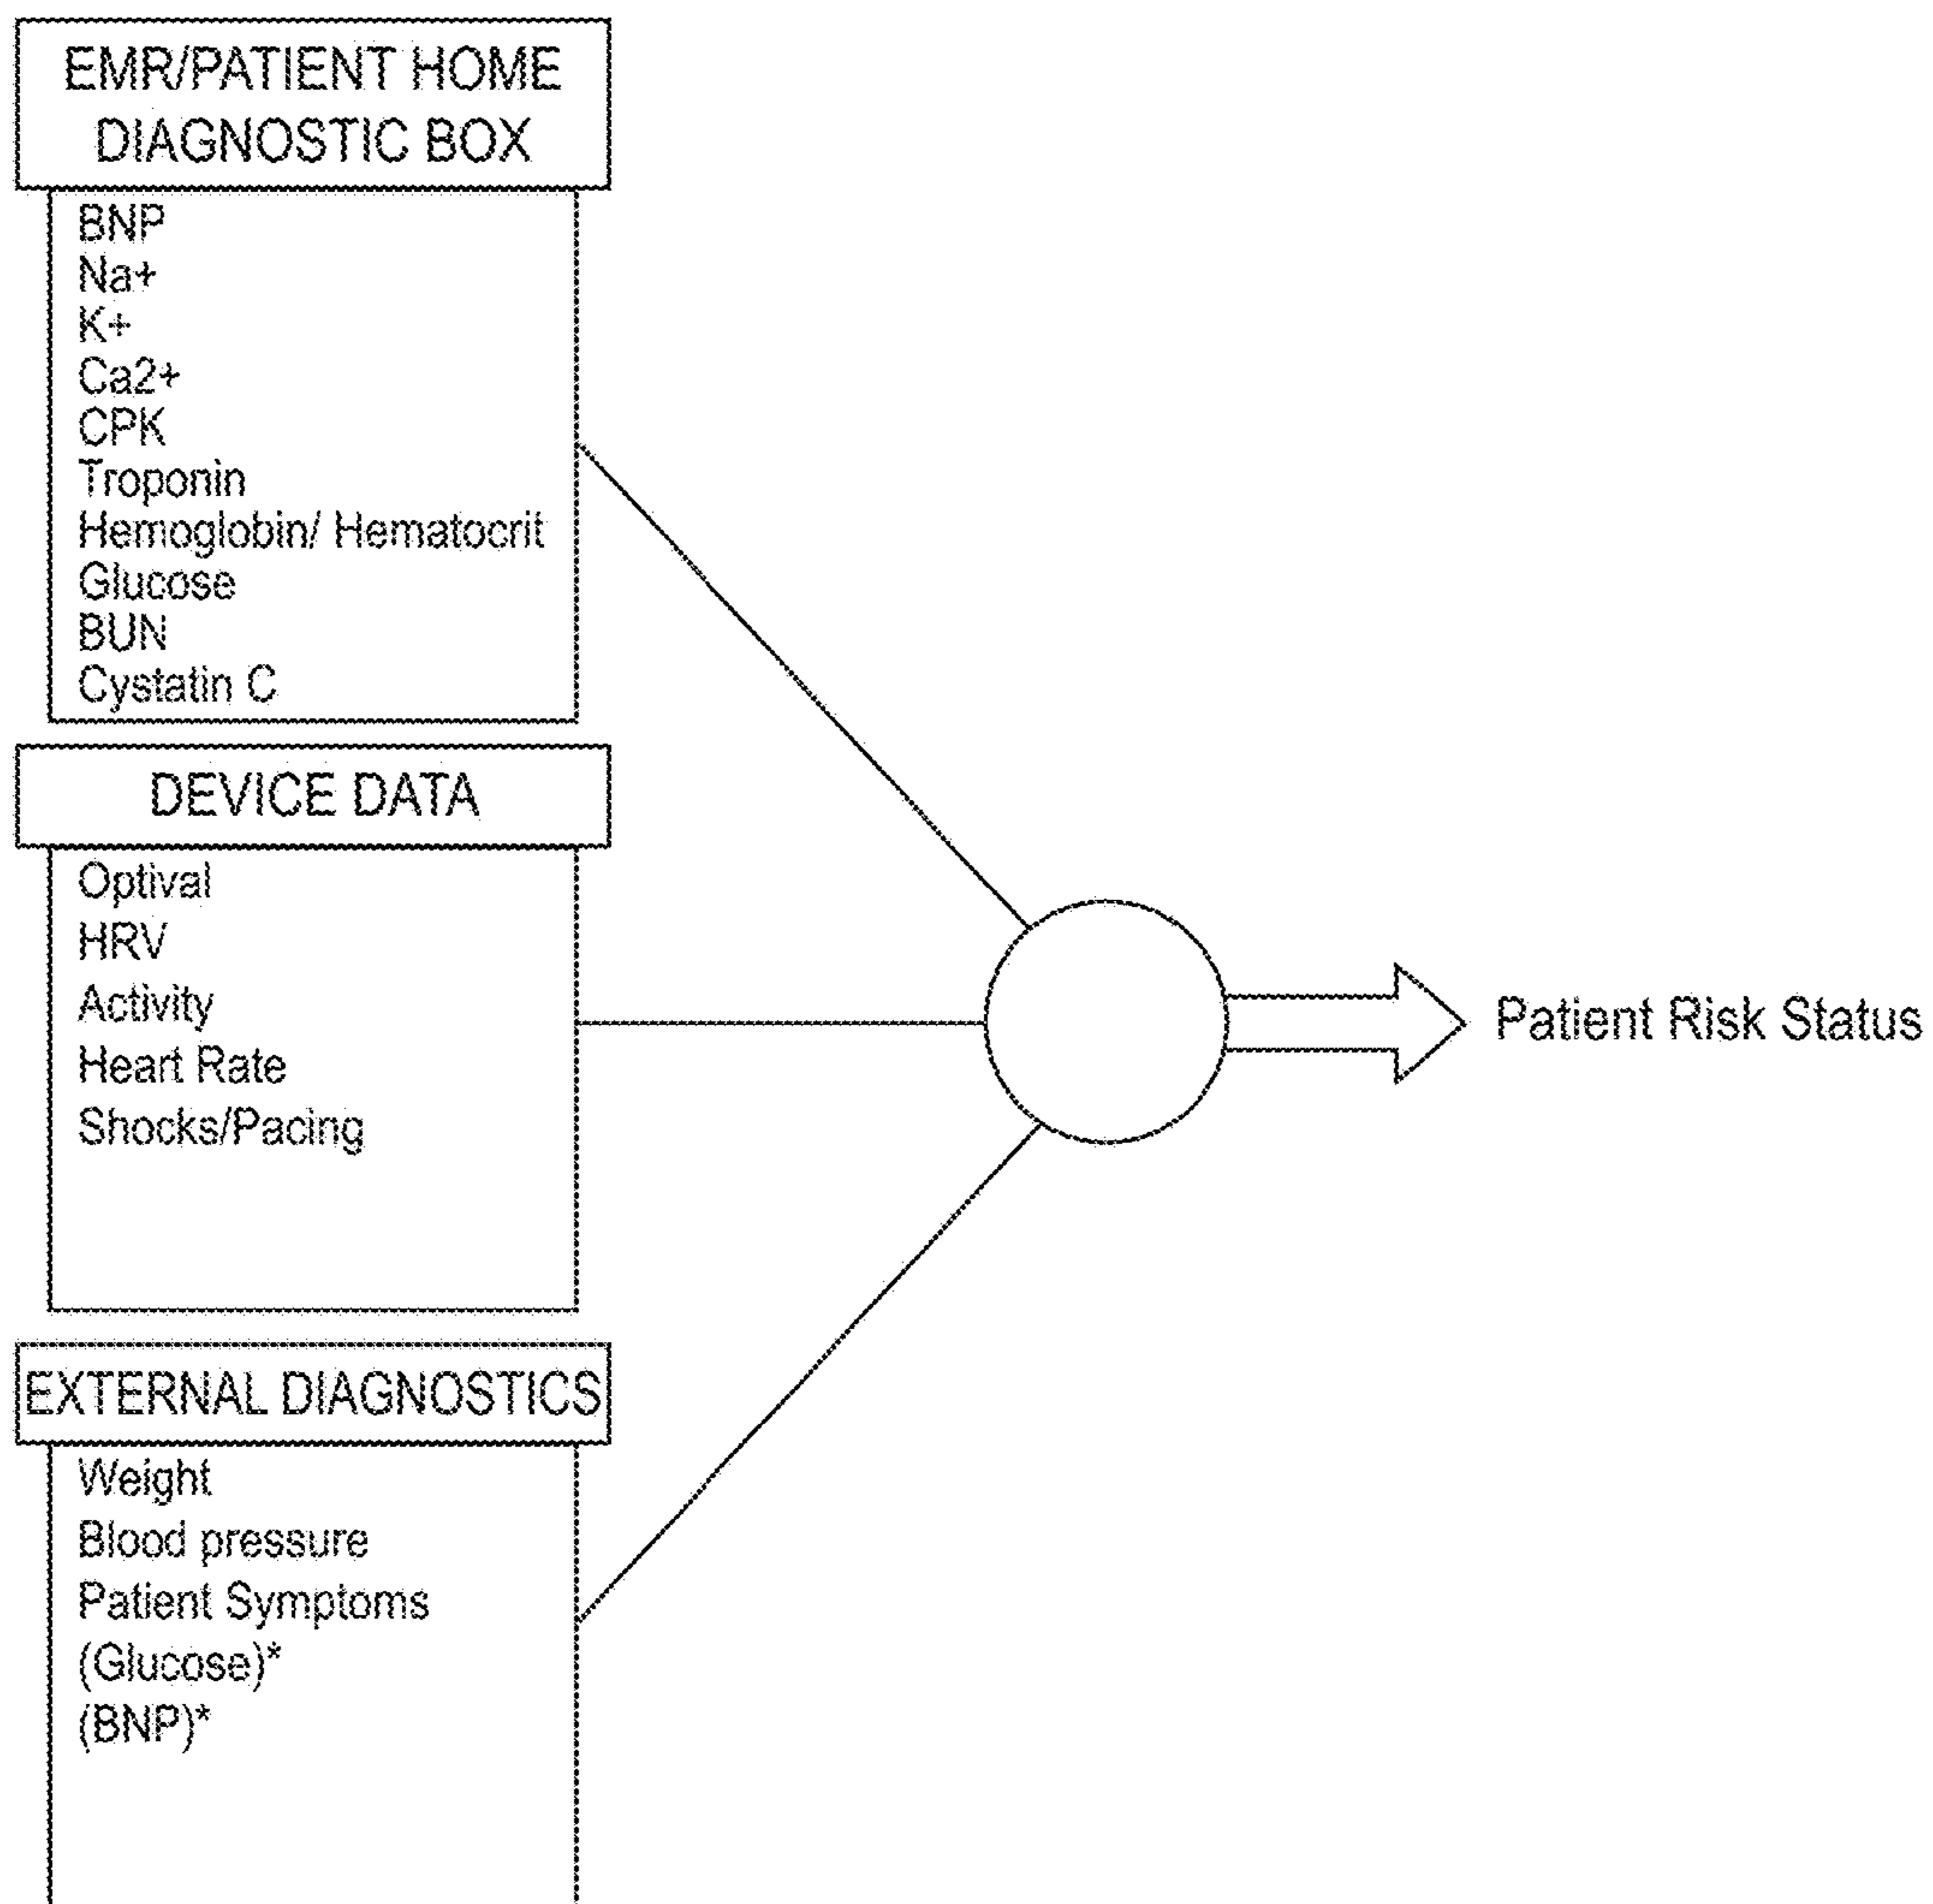 EMR/PATIENT HOME
DIAGNOSTIC BOX
BNP
Na+
K+
Ca2+
CPK
Troponin
Hemoglobin/ Hematocrit
Glucose
BUN
Cystatin C
DEVICE DATA
Optival
HRV
Activity
Heart Rate
Shocks/Pacing
EXTERNAL DIAGNOSTICS
Weight
Blood pressure
Patient Symptoms
(Glucose)*
(BNP)*
Patient Risk Status